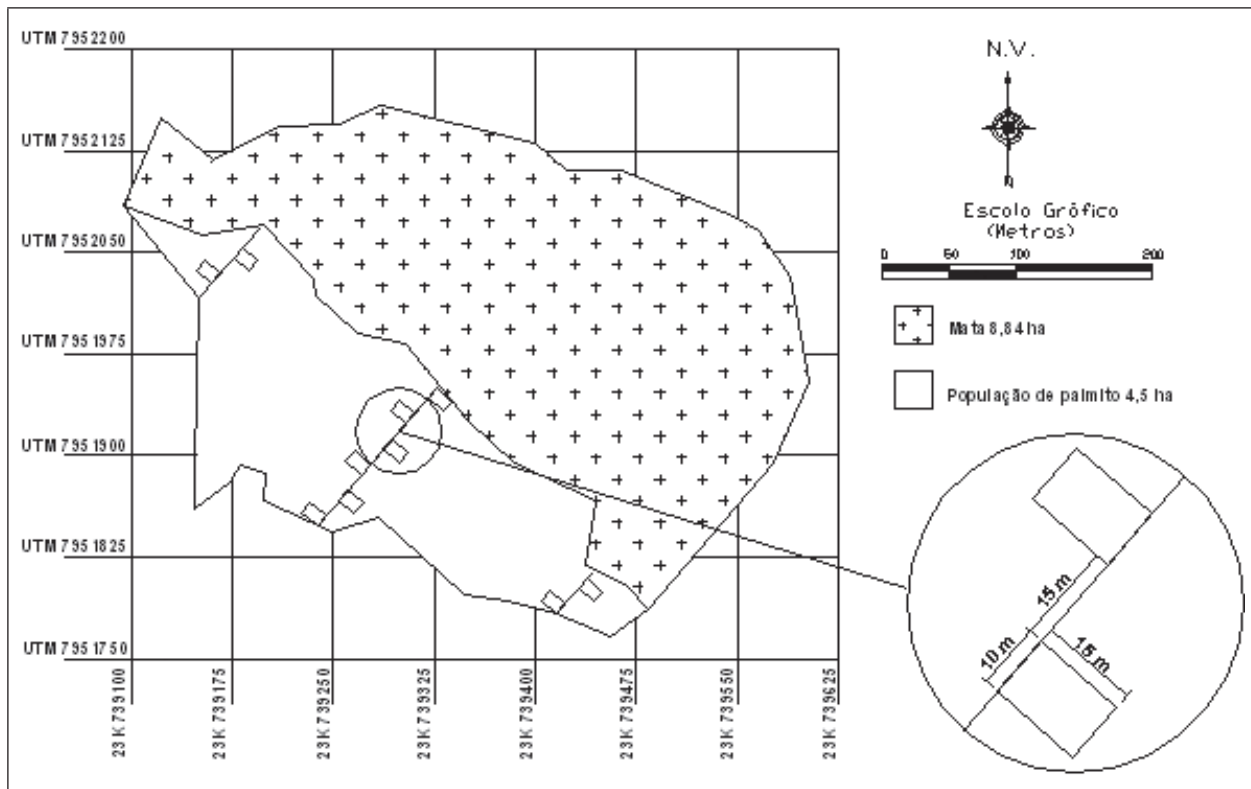 UTM 7952200
UTM 7952125
UTM 7952050
UTM 7951975
UTM 7951900
UTM 7951825
UTM 7951750
23K 739100
23K 739175
23K 739250
23K 739325
23K 739400
23K 739475
23K 739550
23K 739625
N.V.
Q
Escolo Gráfico
(Metros)
0 50 100 200
Mata 8,84 ha
População de palmito 4,5 ha
15 m
10 m
15 m